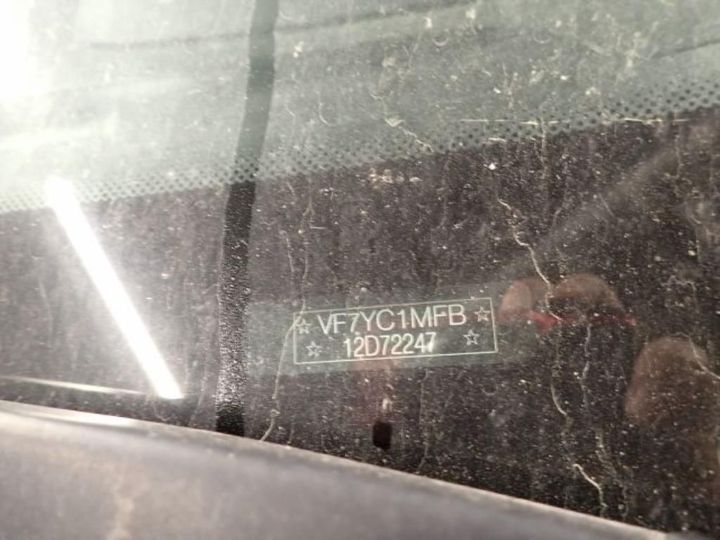 ☆ VF7YC1MFB ☆
☆ 12D72247 ☆